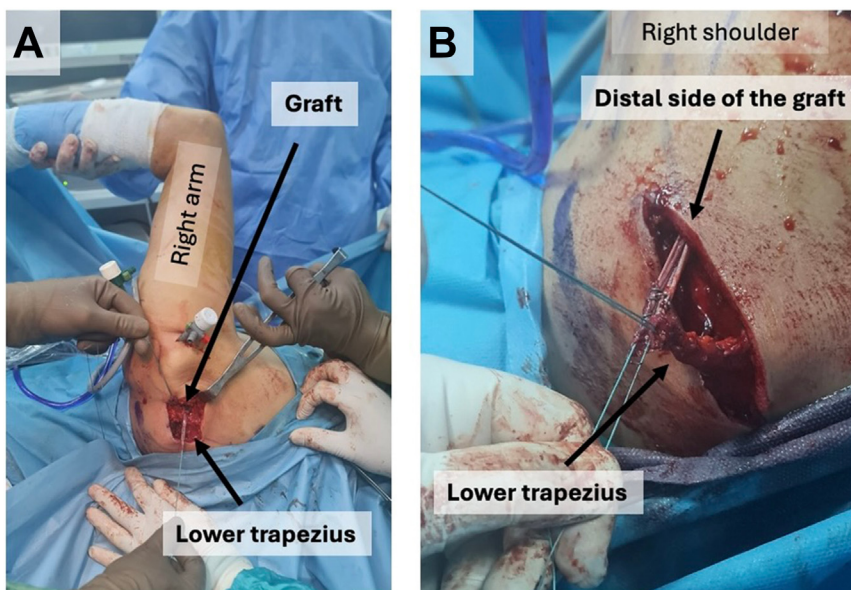 A
Graft
Right arm
Lower trapezius
B
Right shoulder
Distal side of the graft
Lower trapezius